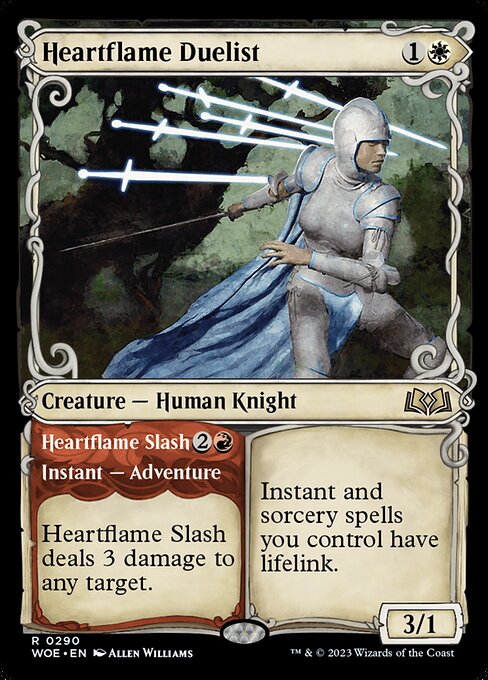 Heartflame Duelist 1
Creature — Human Knight
Heartflame Slash 2
Instant — Adventure
Heartflame Slash
deals 3 damage to
any target.
Instant and
sorcery spells
you control have
lifelink.
3/1
R 0290
WOE • EN Allen Williams
™ & © 2023 Wizards of the Coast